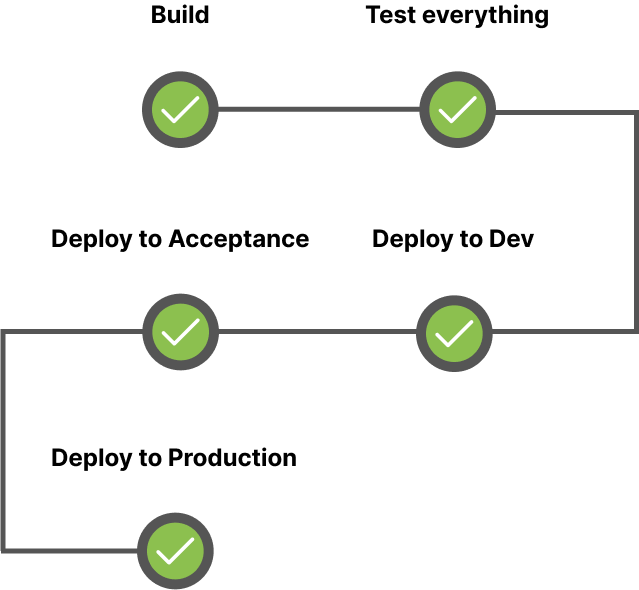 Build
Test everything
Deploy to Acceptance
Deploy to Dev
Deploy to Production